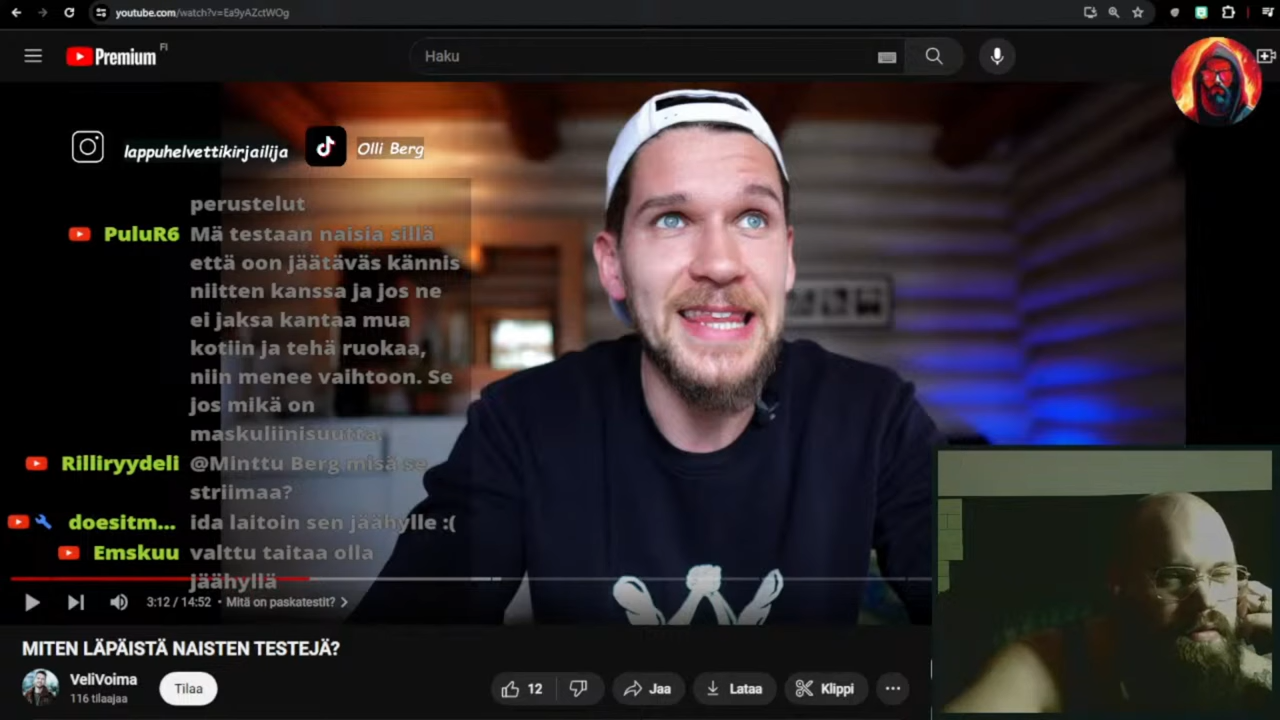 youtube.com/watch?v=Ea9yAZctWOg
Premium FI
Haku
lappuhelvettikirjailija
Olli Berg
perustelut
PuluR6 Mä testaan naisia sillä
että oon jäätäväs kännis
niitten kanssa ja jos ne
ei jaksa kantaa mua
kotiin ja tehä ruokaa,
niin menee vaihtoon. Se
jos mikä on
maskuliinisuutta.
Rilliryydeli @Minttu Berg misä se
striimaa?
doesitm... ida laitoin sen jäähylle :(
Emskuu valttu taitaa olla
jäähyllä
3:12 / 14:52 • Mitä on paskatestit?
MITEN LÄPÄISTÄ NAISTEN TESTEJÄ?
VeliVoima
116 tilaajaa
Tilaa
12
Jaa
Lataa
Klippi